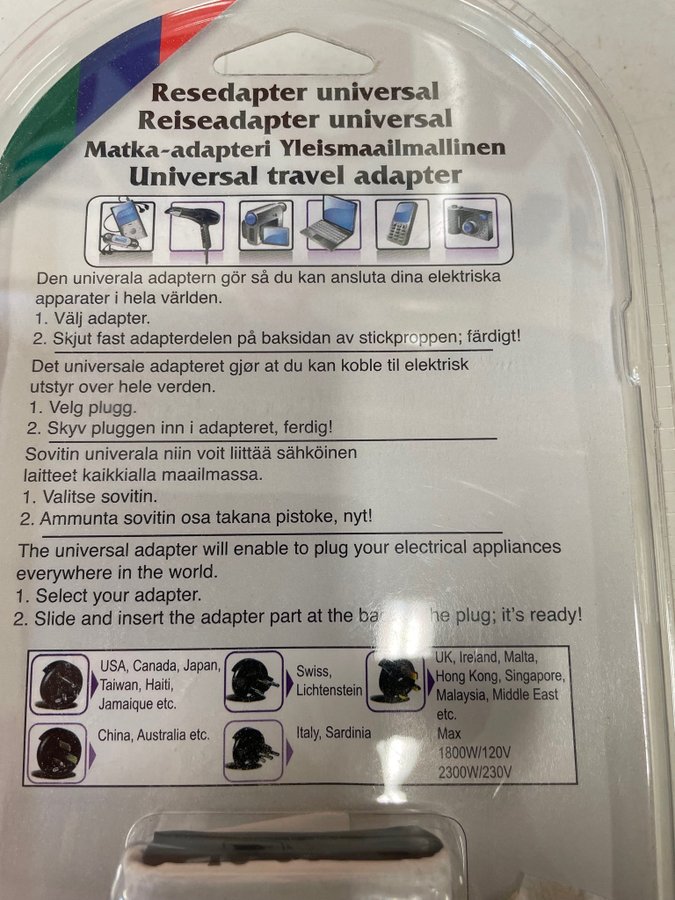 Resedapter universal
Reiseadapter universal
Matka-adapteri Yleismaailmallinen
Universal travel adapter
Den univerala adaptern gör så du kan ansluta dina elektriska
apparater i hela världen.
1. Välj adapter.
2. Skjut fast adapterdelen på baksidan av stickproppen; färdigt!
Det universale adapteret gjør at du kan koble til elektrisk
utstyr over hele verden.
1. Velg plugg.
2. Skyv pluggen inn i adapteret, ferdig!
Sovitin univerala niin voit liittää sähköinen
laitteet kaikkialla maailmassa.
1. Valitse sovitin.
2. Ammunta sovitin osa takana pistoke, nyt!
The universal adapter will enable to plug your electrical appliances
everywhere in the world.
1. Select your adapter.
2. Slide and insert the adapter part at the the plug; it's ready!
USA, Canada, Japan,
Taiwan, Haiti,
Jamaique etc.
Swiss,
Lichtenstein
UK, Ireland, Malta,
Hong Kong, Singapore,
Malaysia, Middle East
etc.
Max
1800W/120V
2300W/230V
China, Australia etc.
Italy, Sardinia